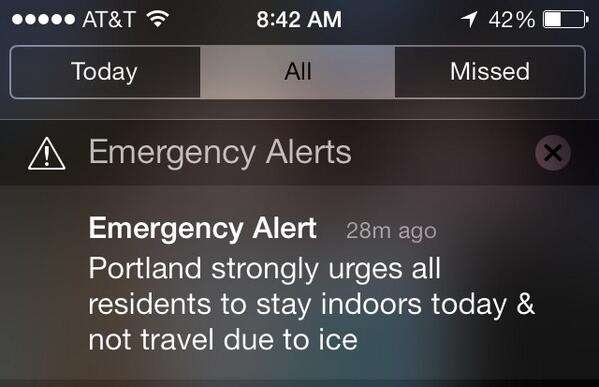 AT&T 8:42 AM 42%
Today All Missed
Emergency Alerts
Emergency Alert 28m ago
Portland strongly urges all
residents to stay indoors today &
not travel due to ice